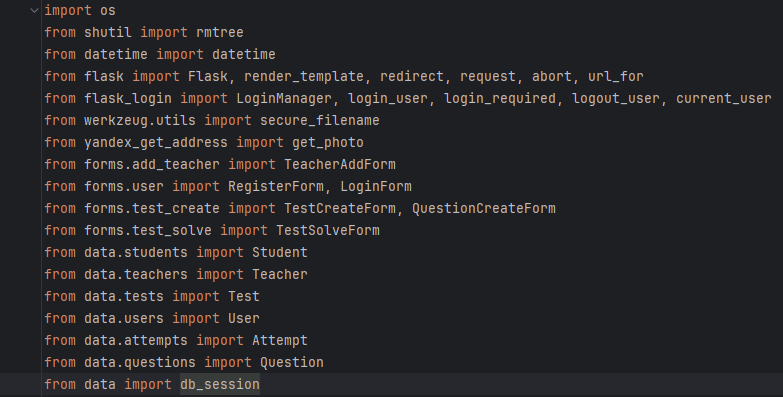 import os
from shutil import rmtree
from datetime import datetime
from flask import Flask, render_template, redirect, request, abort, url_for
from flask_login import LoginManager, login_user, login_required, logout_user, current_user
from werkzeug.utils import secure_filename
from yandex_get_address import get_photo
from forms.add_teacher import TeacherAddForm
from forms.user import RegisterForm, LoginForm
from forms.test_create import TestCreateForm, QuestionCreateForm
from forms.test_solve import TestSolveForm
from data.students import Student
from data.teachers import Teacher
from data.tests import Test
from data.users import User
from data.attempts import Attempt
from data.questions import Question
from data import db_session